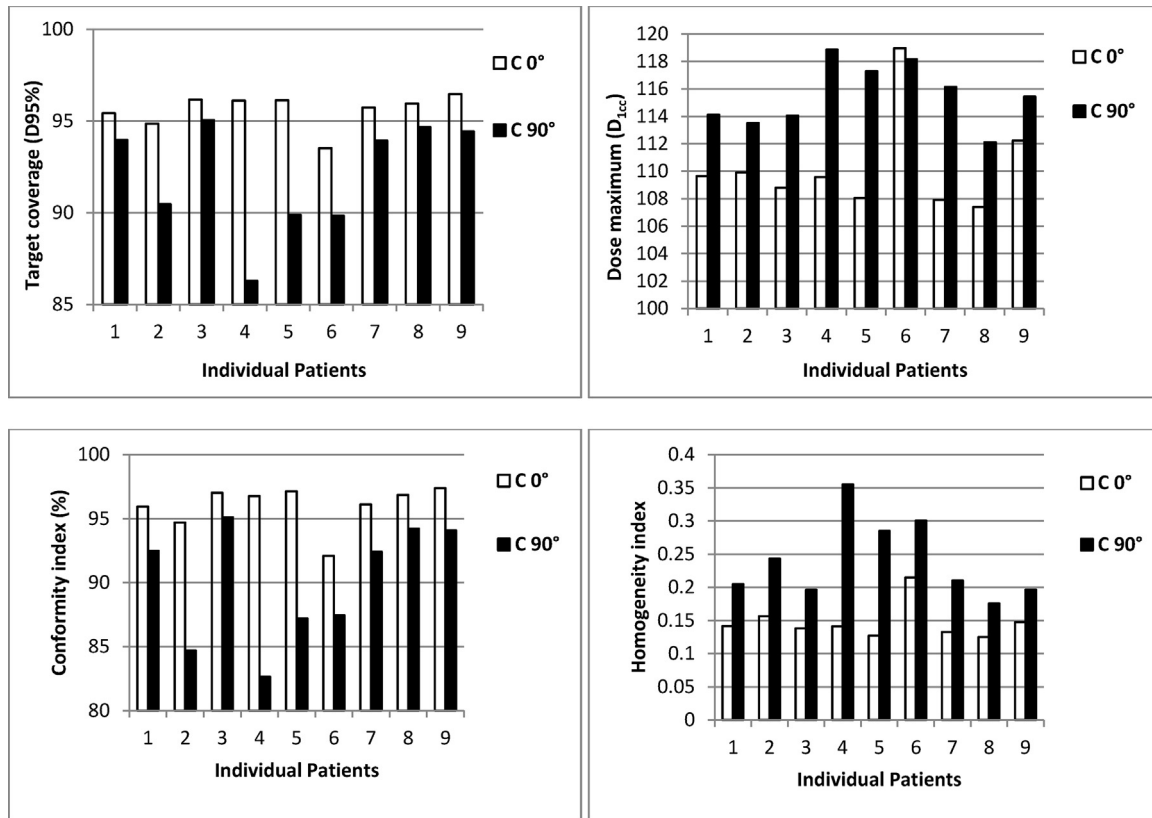 Target coverage (D95%)
100
95
90
85
1 2 3 4 5 6 7 8 9
Individual Patients
C 0°
C 90°
Dose maximum (D1cc)
120
118
116
114
112
110
108
106
104
102
100
1 2 3 4 5 6 7 8 9
Individual Patients
C 0°
C 90°
Conformity index (%)
100
95
90
85
80
1 2 3 4 5 6 7 8 9
Individual Patients
C 0°
C 90°
Homogeneity index
0.4
0.35
0.3
0.25
0.2
0.15
0.1
0.05
0
1 2 3 4 5 6 7 8 9
Individual Patients
C 0°
C 90°